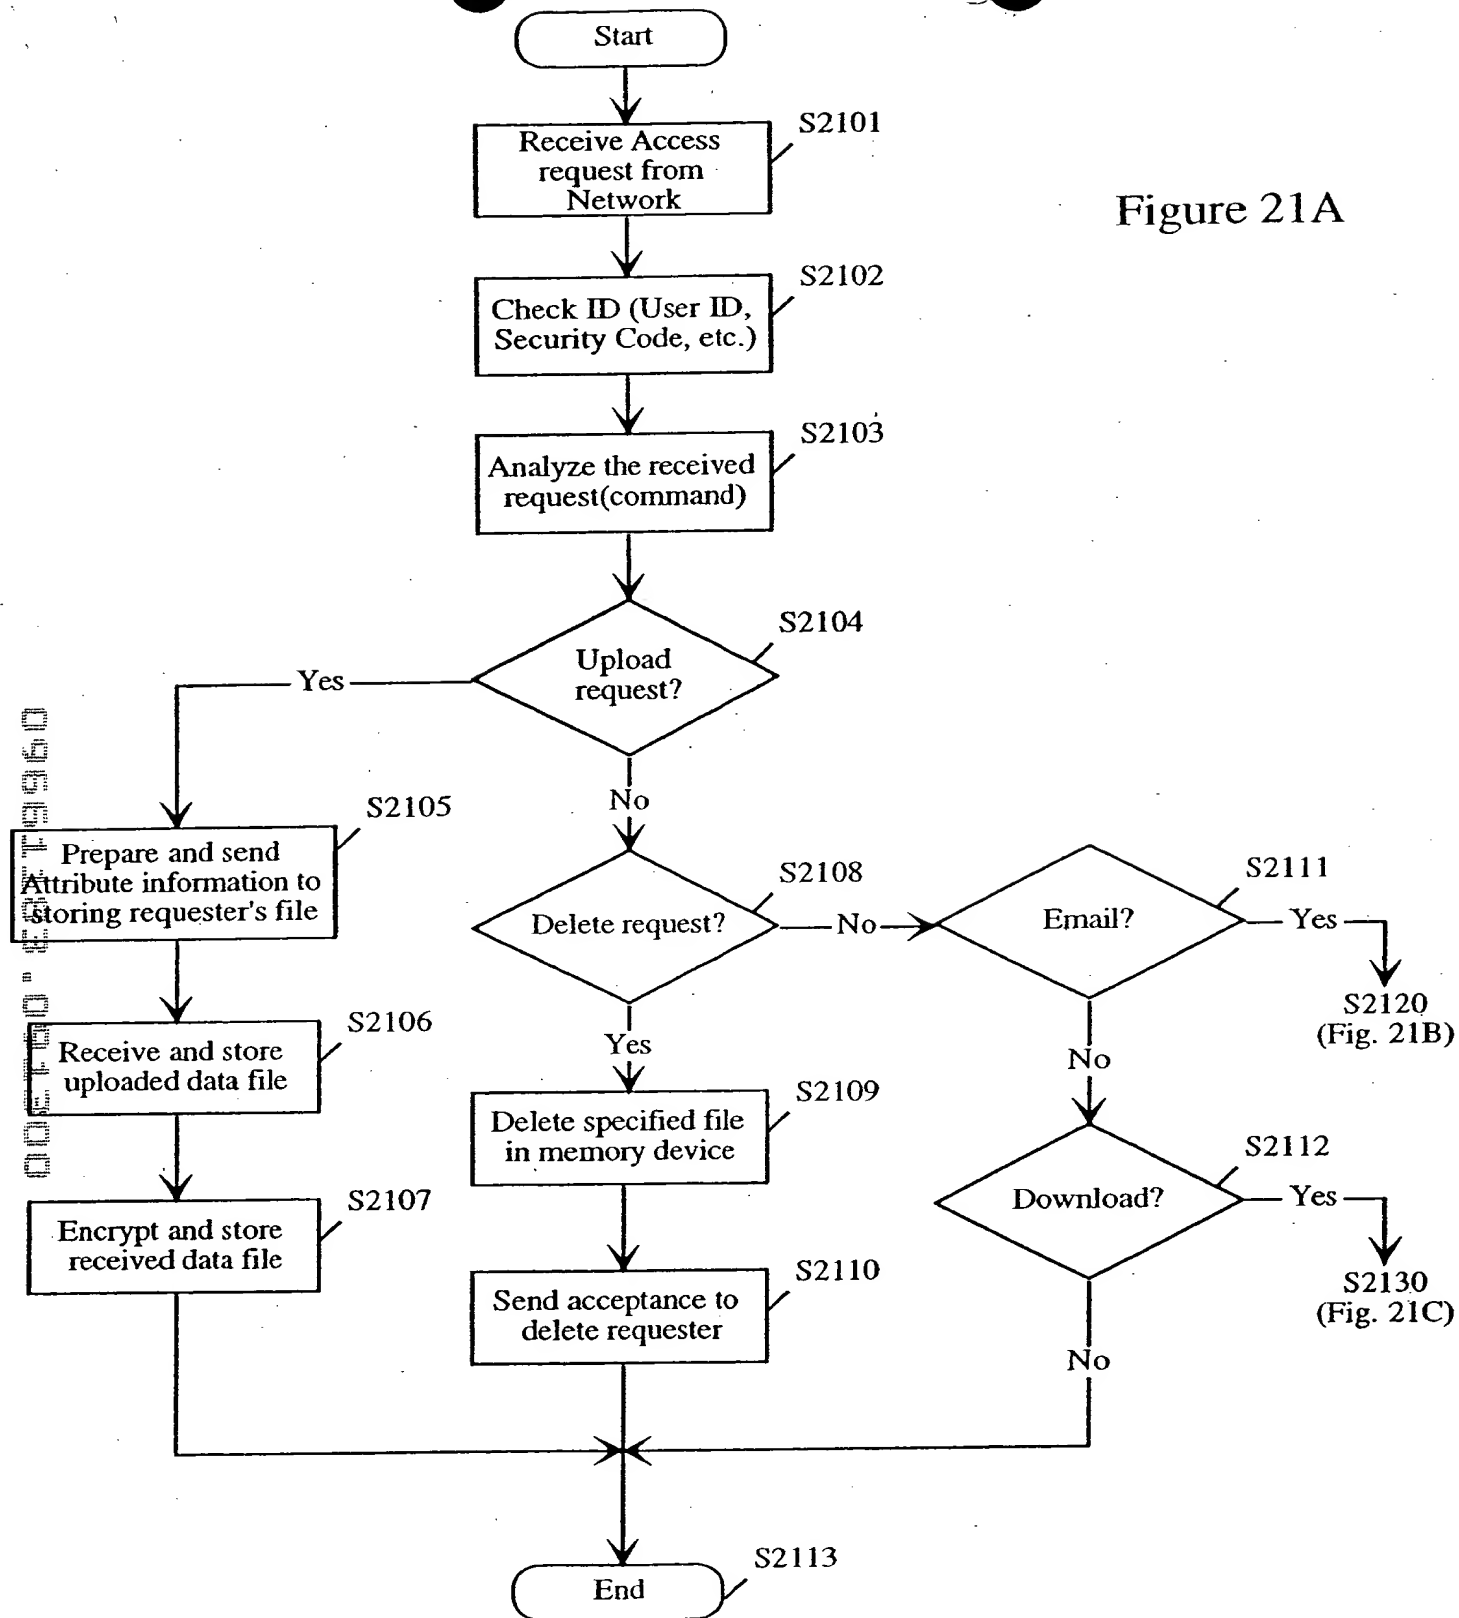 Start
S2101
Receive Access
request from
Network
Figure 21A
S2102
Check ID (User ID,
Security Code, etc.)
S2103
Analyze the received
request(command)
S2104
Upload
request?
Yes
No
S2105
Prepare and send
Attribute information to
storing requester's file
S2108
Delete request?
No
S2111
Email?
Yes
S2120
(Fig. 21B)
S2106
Receive and store
uploaded data file
Yes
No
S2109
Delete specified file
in memory device
S2112
Download?
Yes
S2130
(Fig. 21C)
S2107
Encrypt and store
received data file
S2110
Send acceptance to
delete requester
No
S2113
End